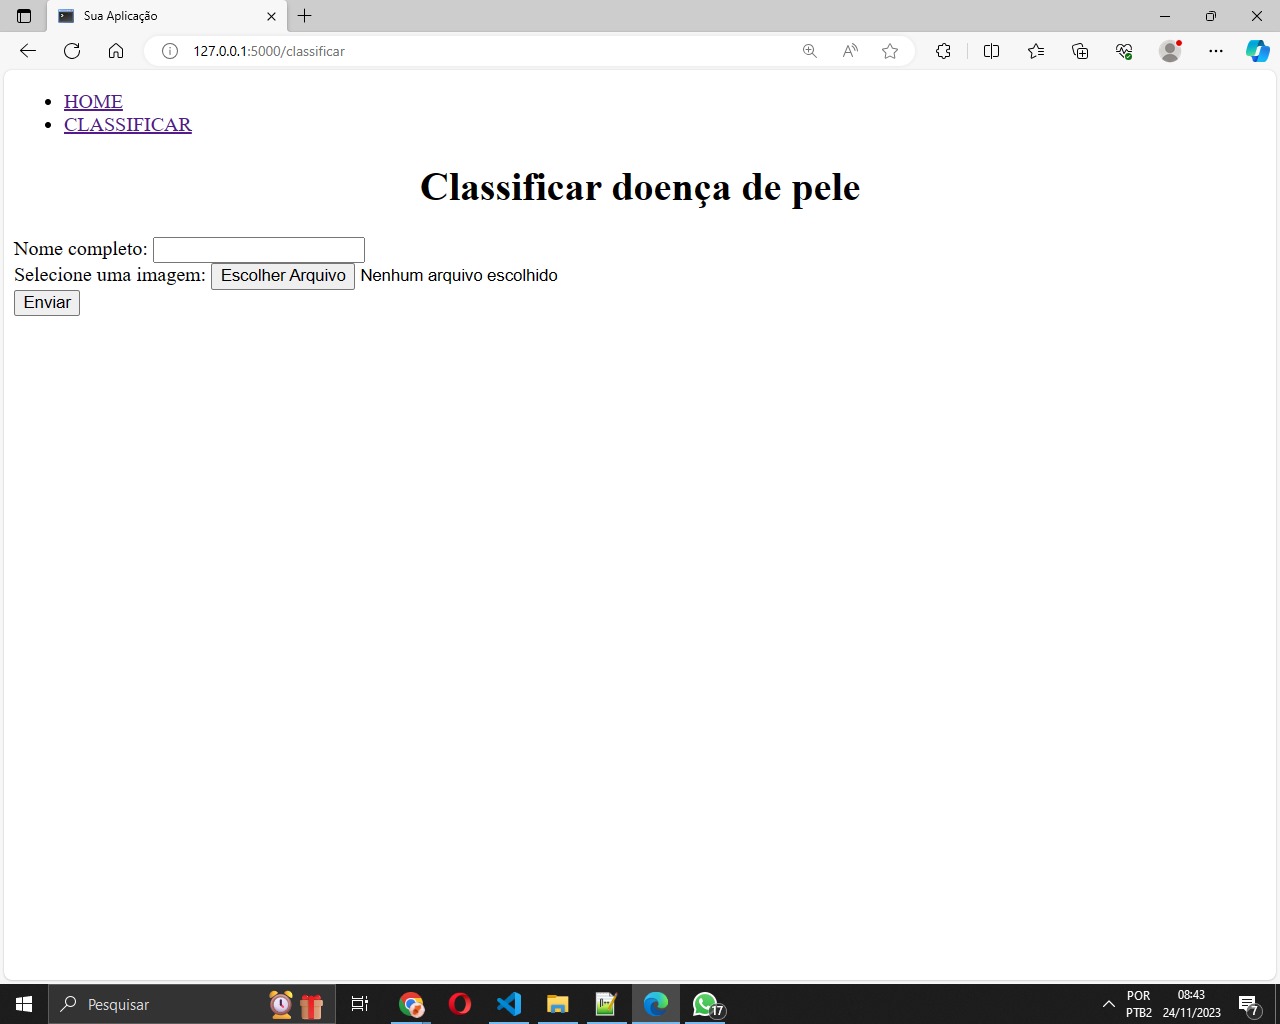 Sua Aplicação
127.0.0.1:5000/classificar
HOME
CLASSIFICAR
Classificar doença de pele
Nome completo:
Selecione uma imagem: Escolher Arquivo Nenhum arquivo escolhido
Enviar
Pesquisar
17
POR
PTB2
08:43
24/11/2023
7